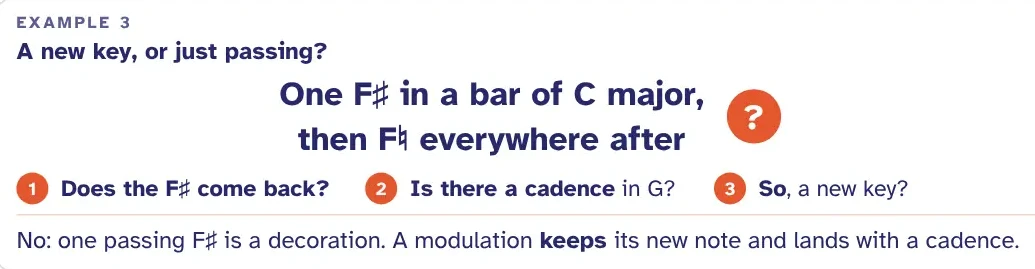 EXAMPLE 3
A new key, or just passing?
One F♯ in a bar of C major,
then F♮ everywhere after
?
1 Does the F♯ come back? 2 Is there a cadence in G? 3 So, a new key?
No: one passing F♯ is a decoration. A modulation keeps its new note and lands with a cadence.